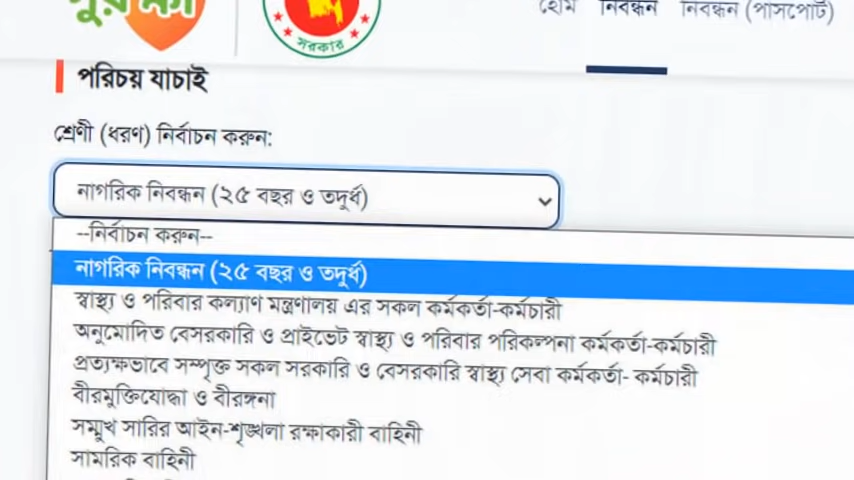 সরকার
হোম নিবন্ধন নিবন্ধন (পাসপোর্ট)
পরিচয় যাচাই
শ্রেণী (ধরণ) নির্বাচন করুন:
নাগরিক নিবন্ধন (২৫ বছর ও তদুর্ধ)
--নির্বাচন করুন--
নাগরিক নিবন্ধন (২৫ বছর ও তদুর্ধ)
স্বাস্থ্য ও পরিবার কল্যাণ মন্ত্রণালয় এর সকল কর্মকর্তা-কর্মচারী
অনুমোদিত বেসরকারি ও প্রাইভেট স্বাস্থ্য ও পরিবার পরিকল্পনা কর্মকর্তা-কর্মচারী
প্রত্যক্ষভাবে সম্পৃক্ত সকল সরকারি ও বেসরকারি স্বাস্থ্য সেবা কর্মকর্তা- কর্মচারী
বীরমুক্তিযোদ্ধা ও বীরঙ্গনা
সম্মুখ সারির আইন-শৃঙ্খলা রক্ষাকারী বাহিনী
সামরিক বাহিনী